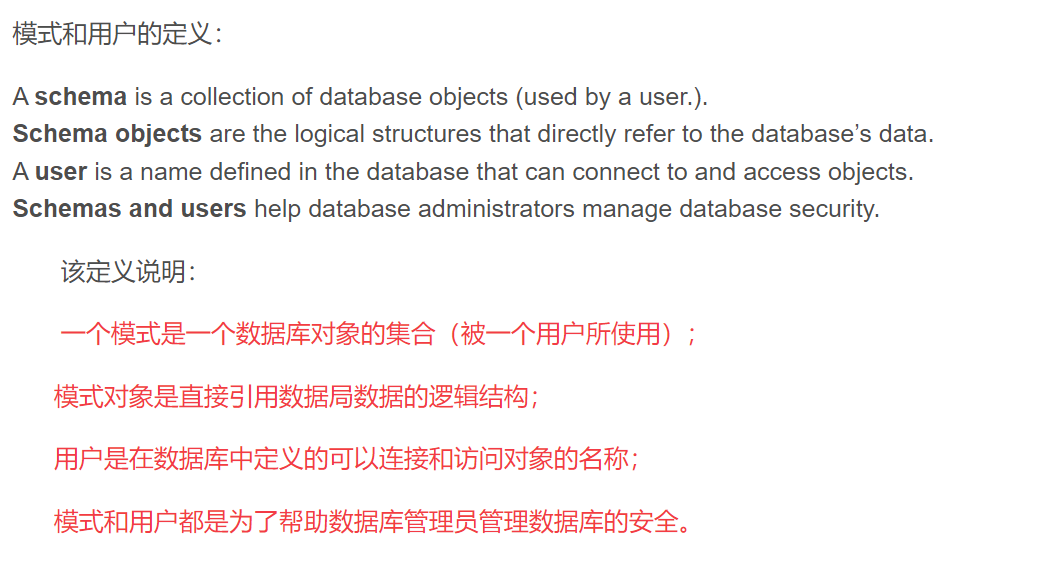 模式和用户的定义：
A schema is a collection of database objects (used by a user.).
Schema objects are the logical structures that directly refer to the database’s data.
A user is a name defined in the database that can connect to and access objects.
Schemas and users help database administrators manage database security.
该定义说明：
一个模式是一个数据库对象的集合（被一个用户所使用）；
模式对象是直接引用数据局数据的逻辑结构；
用户是在数据库中定义的可以连接和访问对象的名称；
模式和用户都是为了帮助数据库管理员管理数据库的安全。